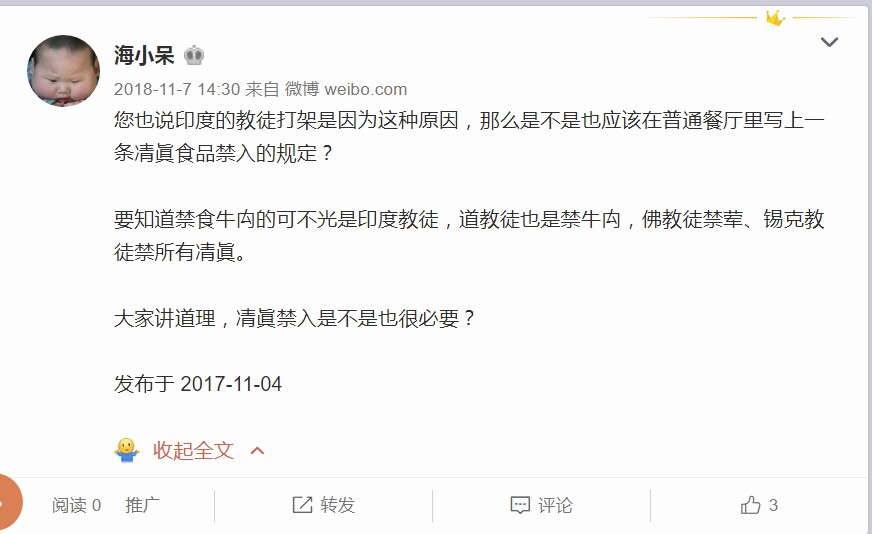 海小呆
2018-11-7 14:30 来自 微博 weibo.com
您也说印度的教徒打架是因为这种原因，那么是不是也应该在普通餐厅里写上一
条凊眞食品禁入的规定？
要知道禁食牛禸的可不光是印度教徒，道教徒也是禁牛禸，佛教徒禁荤、锡克教
徒禁所有凊眞。
大家讲道理，凊眞禁入是不是也很必要？
发布于 2017-11-04
收起全文
阅读 0 推广 转发 评论 3